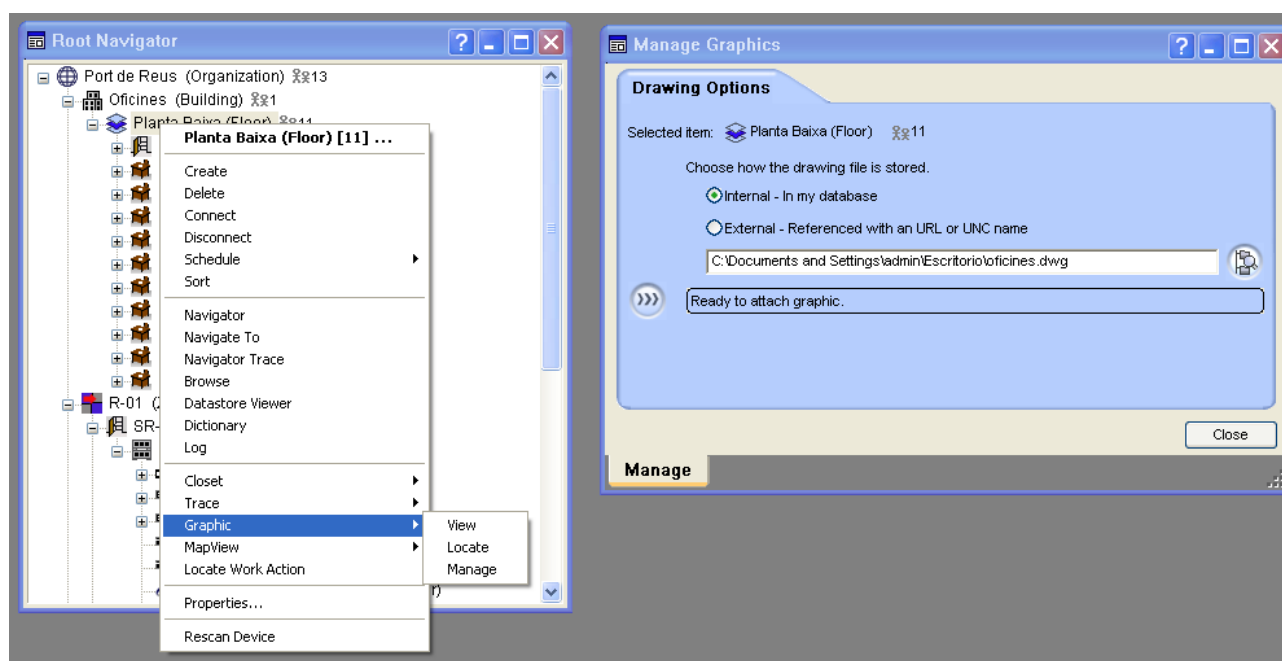 Root Navigator
Port de Reus (Organization) 13
Oficines (Building) 1
Planta Baixa (Floor) 11
Planta Baixa (Floor) [11] ...
Create
Delete
Connect
Disconnect
Schedule
Sort
Navigator
Navigate To
Navigator Trace
Browse
Datastore Viewer
Dictionary
Log
Closet
Trace
Graphic
MapView
Locate Work Action
Properties...
Rescan Device
View
Locate
Manage
R-01
SR-
Manage Graphics
Drawing Options
Selected item: Planta Baixa (Floor) 11
Choose how the drawing file is stored.
Internal - In my database
External - Referenced with an URL or UNC name
C:\Documents and Settings\admin\Escritorio\oficines.dwg
Ready to attach graphic.
Close
Manage